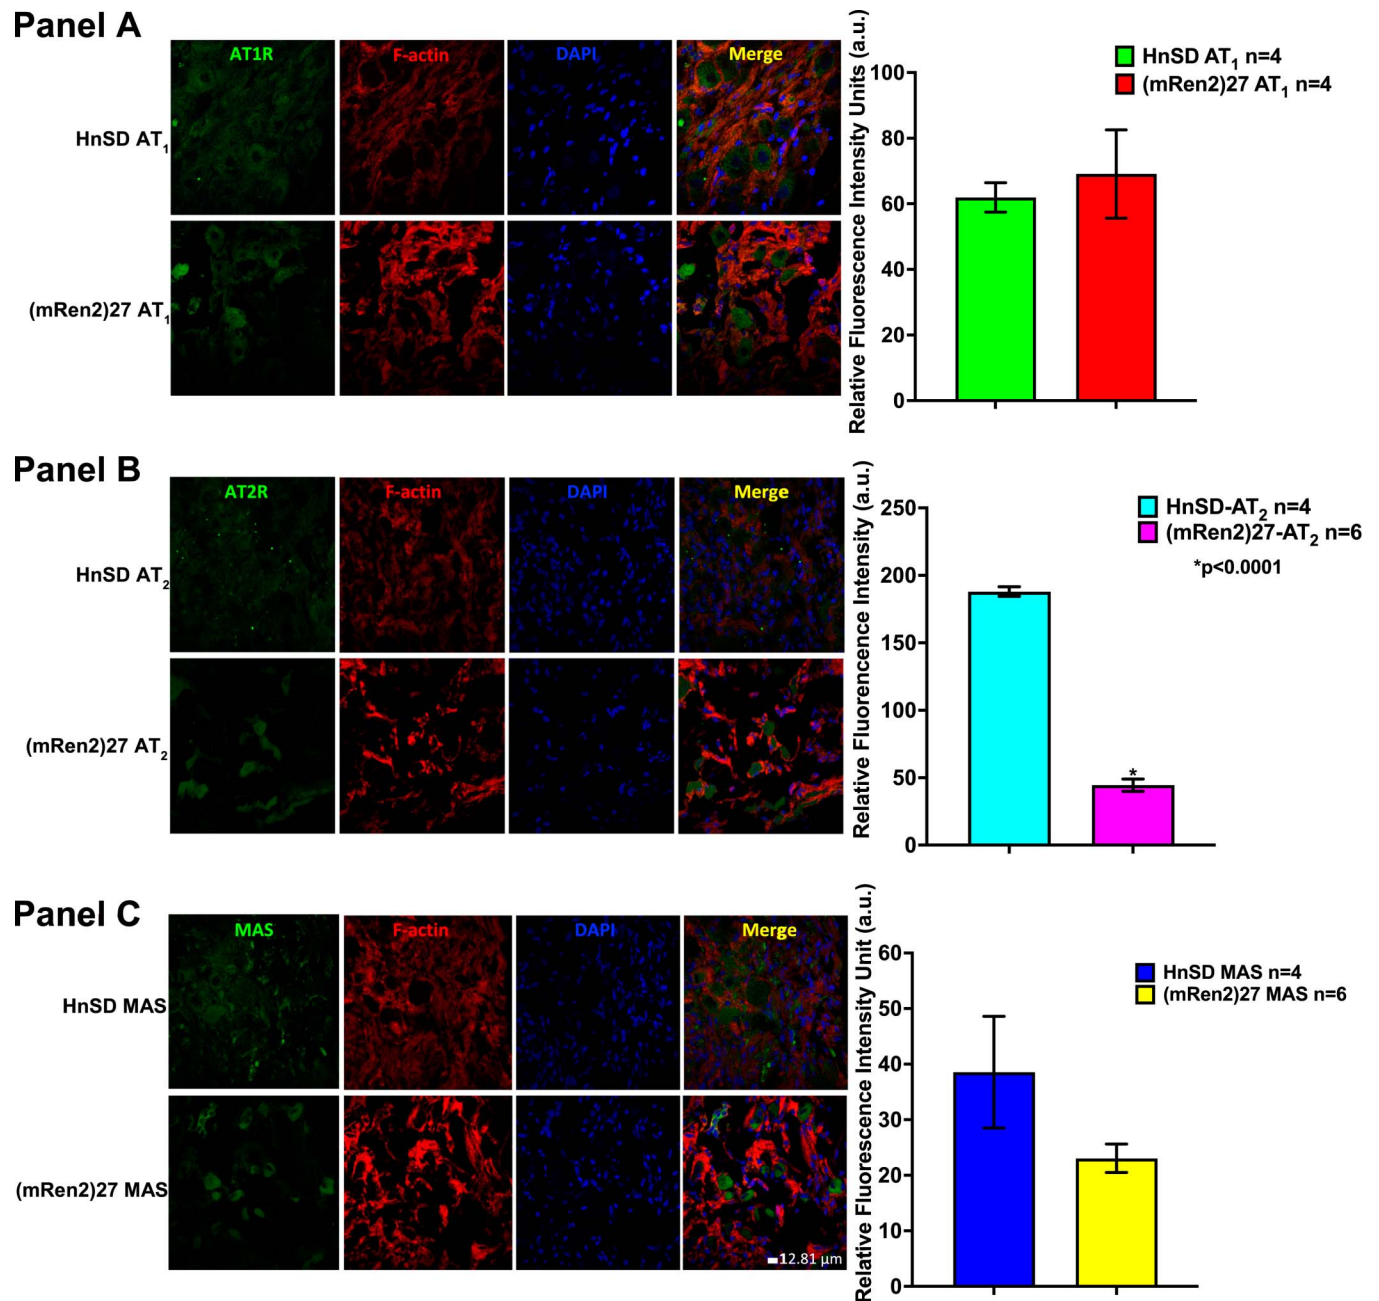 Panel A
AT1R F-actin DAPI Merge
HnSD AT1
(mRen2)27 AT1
Relative Fluorescence Intensity Units (a.u.)
100
80
60
40
20
0
HnSD AT1 n=4
(mRen2)27 AT1 n=4
Panel B
AT2R F-actin DAPI Merge
HnSD AT2
(mRen2)27 AT2
Relative Fluorencence Intensity (a.u.)
250
200
150
100
50
0
HnSD-AT2 n=4
(mRen2)27-AT2 n=6
*p<0.0001
*
Panel C
MAS F-actin DAPI Merge
HnSD MAS
(mRen2)27 MAS
12.81 μm
Relative Fluorescence Intensity Unit (a.u.)
60
50
40
30
20
10
0
HnSD MAS n=4
(mRen2)27 MAS n=6